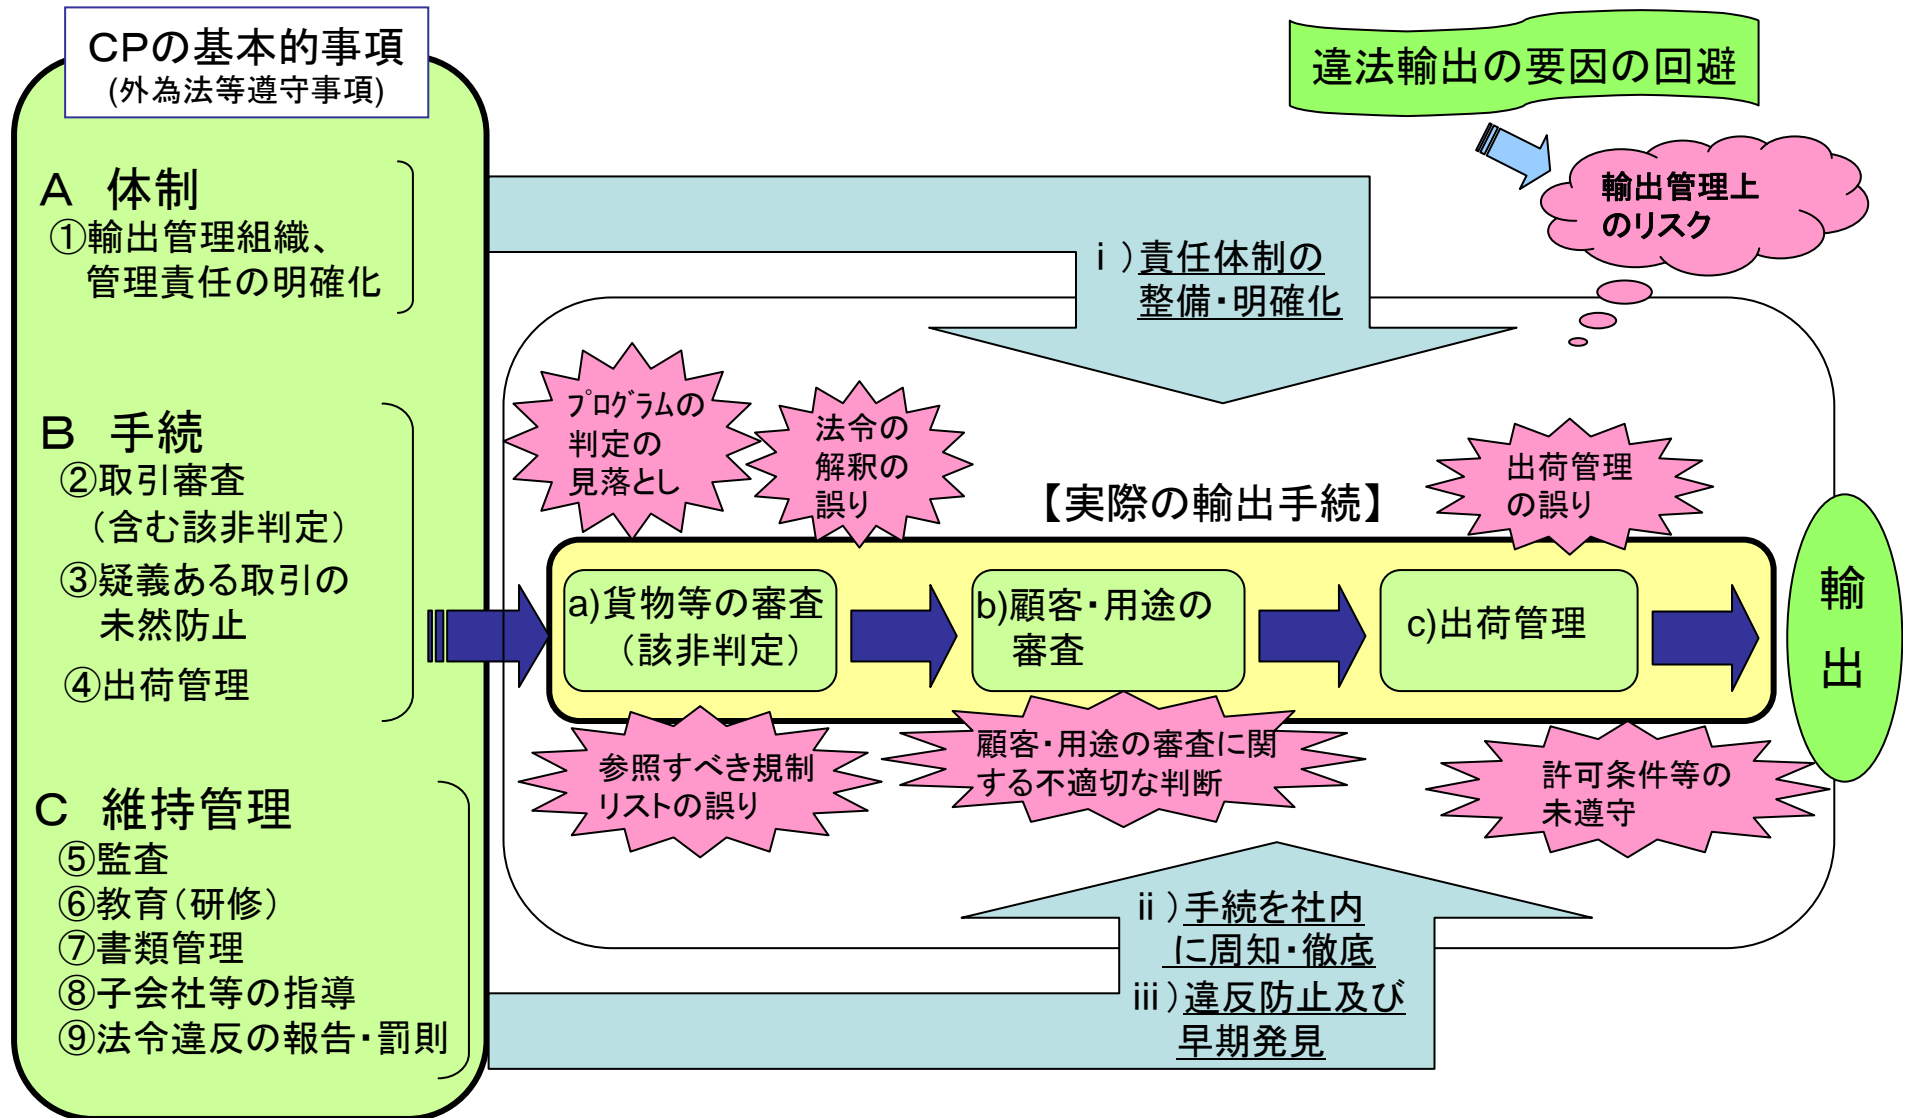 CPの基本的事項
(外為法等遵守事項)
A 体制
①輸出管理組織、
管理責任の明確化
B 手続
②取引審査
（含む該非判定）
③疑義ある取引の
未然防止
④出荷管理
C 維持管理
⑤監査
⑥教育（研修）
⑦書類管理
⑧子会社等の指導
⑨法令違反の報告・罰則
違法輸出の要因の回避
輸出管理上
のリスク
ⅰ）責任体制の
整備・明確化
ﾌﾟﾛｸﾞﾗﾑの
判定の
見落とし
法令の
解釈の
誤り
【実際の輸出手続】
出荷管理
の誤り
a)貨物等の審査
（該非判定）
b)顧客・用途の
審査
c)出荷管理
輸
出
参照すべき規制
リストの誤り
顧客・用途の審査に関
する不適切な判断
許可条件等の
未遵守
ⅱ）手続を社内
に周知・徹底
ⅲ）違反防止及び
早期発見